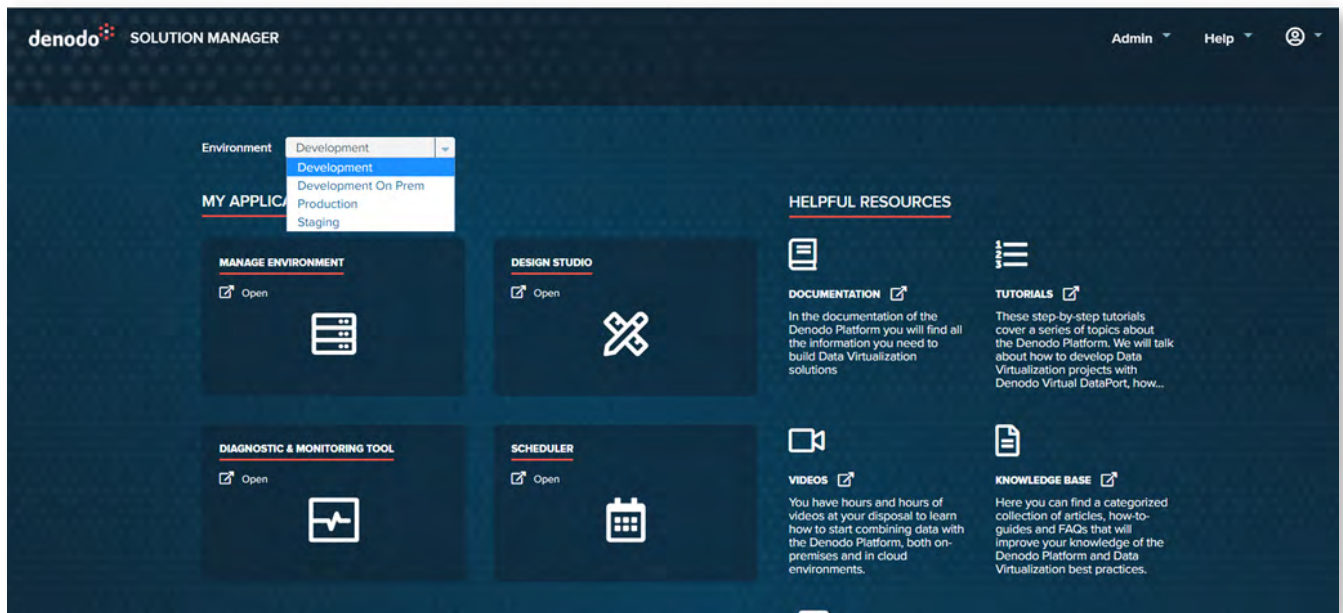 denodo SOLUTION MANAGER
Admin
Help
Environment
Development
Development
Development On Prem
Production
Staging
MY APPLICA
MANAGE ENVIRONMENT
Open
DESIGN STUDIO
Open
DIAGNOSTIC & MONITORING TOOL
Open
SCHEDULER
Open
HELPFUL RESOURCES
DOCUMENTATION
In the documentation of the
Denodo Platform you will find all
the information you need to
build Data Virtualization
solutions
1
2
3
TUTORIALS
These step-by-step tutorials
cover a series of topics about
the Denodo Platform. We will talk
about how to develop Data
Virtualization projects with
Denodo Virtual DataPort, how...
VIDEOS
You have hours and hours of
videos at your disposal to learn
how to start combining data with
the Denodo Platform, both on-
premises and in cloud
environments.
KNOWLEDGE BASE
Here you can find a categorized
collection of articles, how-to-
guides and FAQs that will
improve your knowledge of the
Denodo Platform and Data
Virtualization best practices.